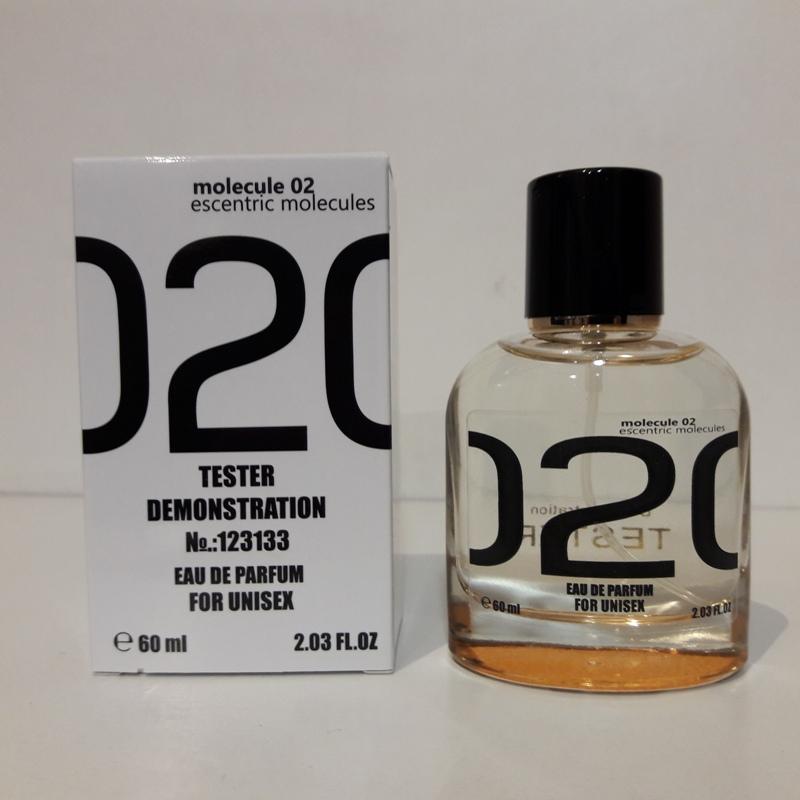 molecule 02
escentric molecules
020
TESTER
DEMONSTRATION
№.:123133
EAU DE PARFUM
FOR UNISEX
℮ 60 ml 2.03 FL.OZ
molecule 02
escentric molecules
020
TESTER
EAU DE PARFUM
FOR UNISEX
℮ 60 ml 2.03 FL.OZ